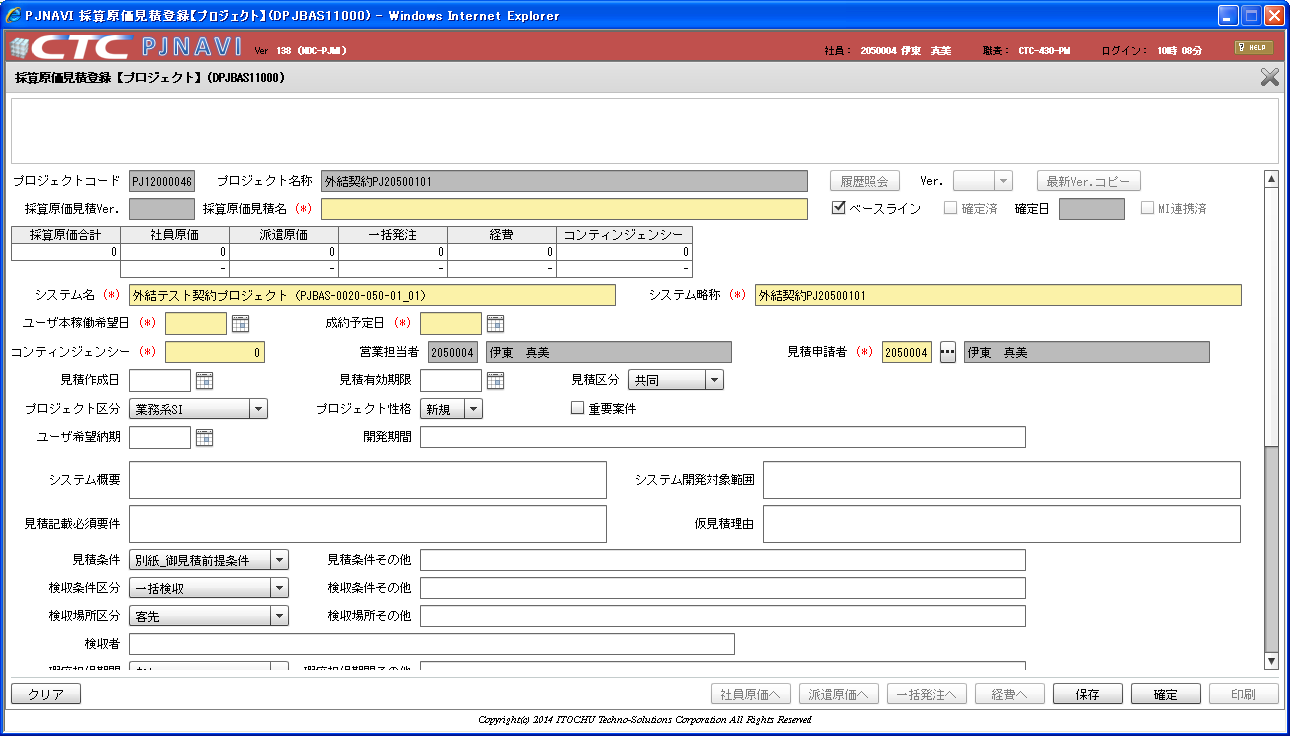 PJNAVI 採算原価見積登録【プロジェクト】(DPJBAS11000) - Windows Internet Explorer
CTC PJNAVI Ver 138 (NDC-PJMI) 社員： 2050004 伊東 真美 職責： CTC-430-PM ログイン： 10時 08分 ? HELP
採算原価見積登録【プロジェクト】(DPJBAS11000)
プロジェクトコード PJ12000046 プロジェクト名称 外結契約PJ20500101 履歴照会 Ver. 最新Ver.コピー
採算原価見積Ver. 採算原価見積名 (*) ベースライン 確定済 確定日 MI連携済
採算原価合計 社員原価 派遣原価 一括発注 経費 コンティンジェンシー
0 0 0 0 0 0
- - - - -
システム名 (*) 外結テスト契約プロジェクト (PJBAS-0020-050-01_01) システム略称 (*) 外結契約PJ20500101
ユーザ本稼働希望日 (*) 成約予定日 (*)
コンティンジェンシー (*) 0 営業担当者 2050004 伊東 真美 見積申請者 (*) 2050004 ... 伊東 真美
見積作成日 見積有効期限 見積区分 共同
プロジェクト区分 業務系SI プロジェクト性格 新規 重要案件
ユーザ希望納期 開発期間
システム概要 システム開発対象範囲
見積記載必須要件 仮見積理由
見積条件 別紙_御見積前提条件 見積条件その他
検収条件区分 一括検収 検収条件その他
検収場所区分 客先 検収場所その他
検収者
クリア 社員原価へ 派遣原価へ 一括発注へ 経費へ 保存 確定 印刷
Copyright(c) 2014 ITOCHU Techno-Solutions Corporation All Rights Reserved